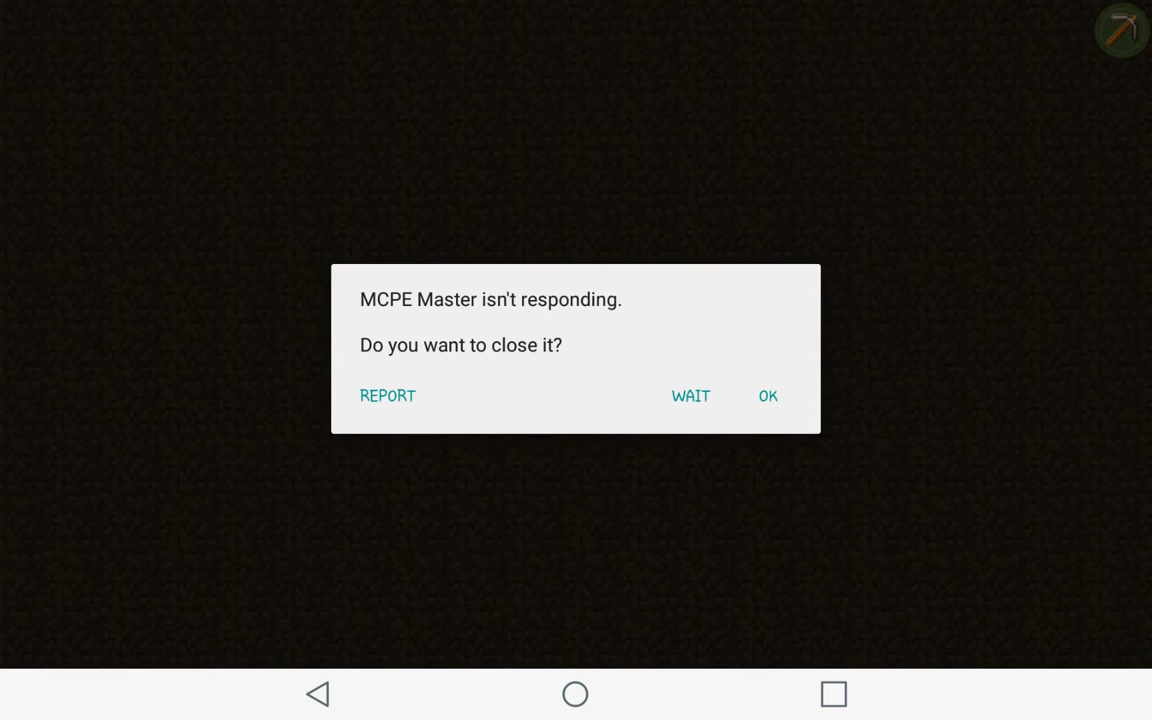 MCPE Master isn't responding.
Do you want to close it?
REPORT WAIT OK